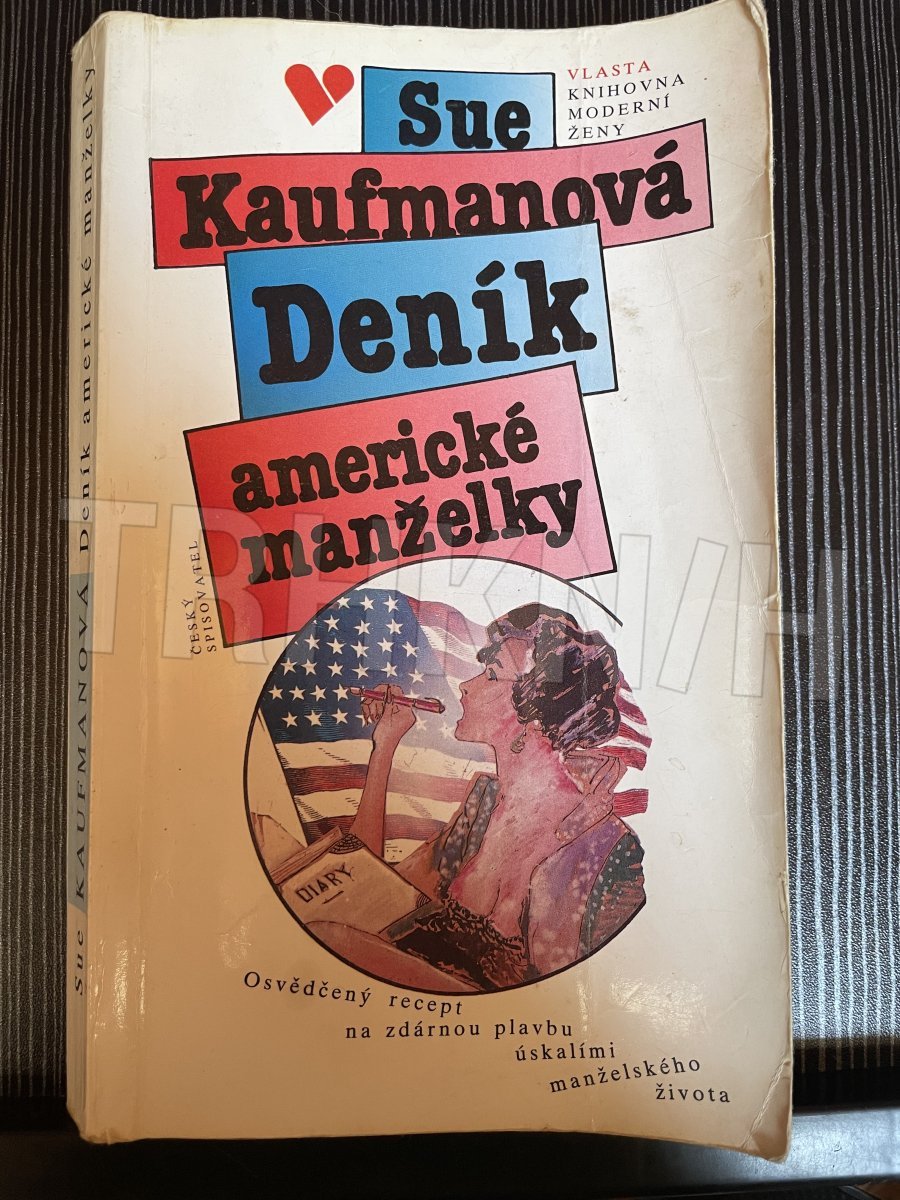 VLASTA
KNIHOVNA
MODERNÍ
ŽENY
Sue
Kaufmanová
Deník
americké
manželky
ČESKÝ
SPISOVATEL
DIARY
Osvědčený recept
na zdárnou plavbu
úskalími
manželského
života
Sue KAUFMANOVÁ Deník americké manželky
TRHKNIH